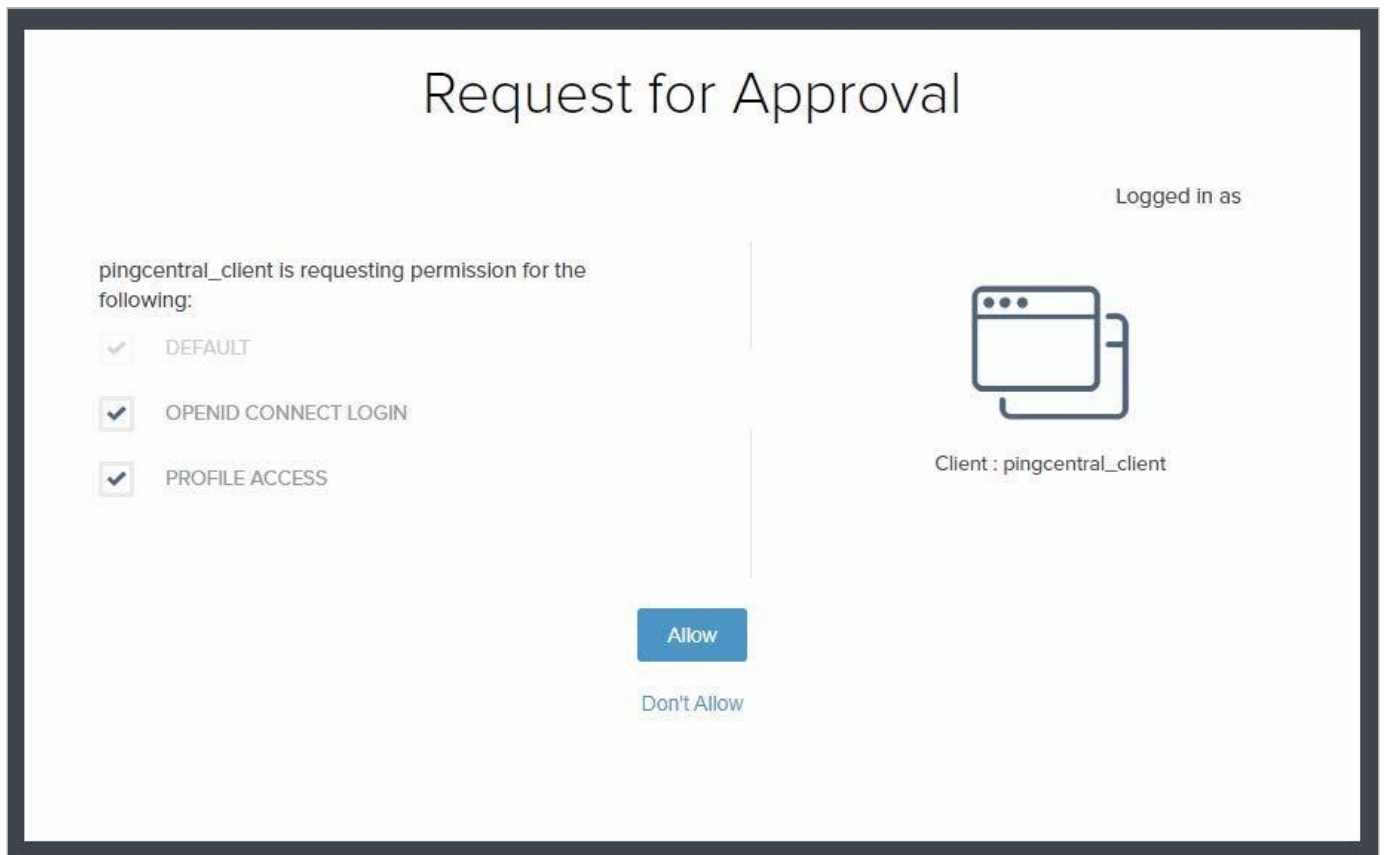 Request for Approval
Logged in as
pingcentral_client is requesting permission for the
following:
DEFAULT
OPENID CONNECT LOGIN
PROFILE ACCESS
Client : pingcentral_client
Allow
Don't Allow